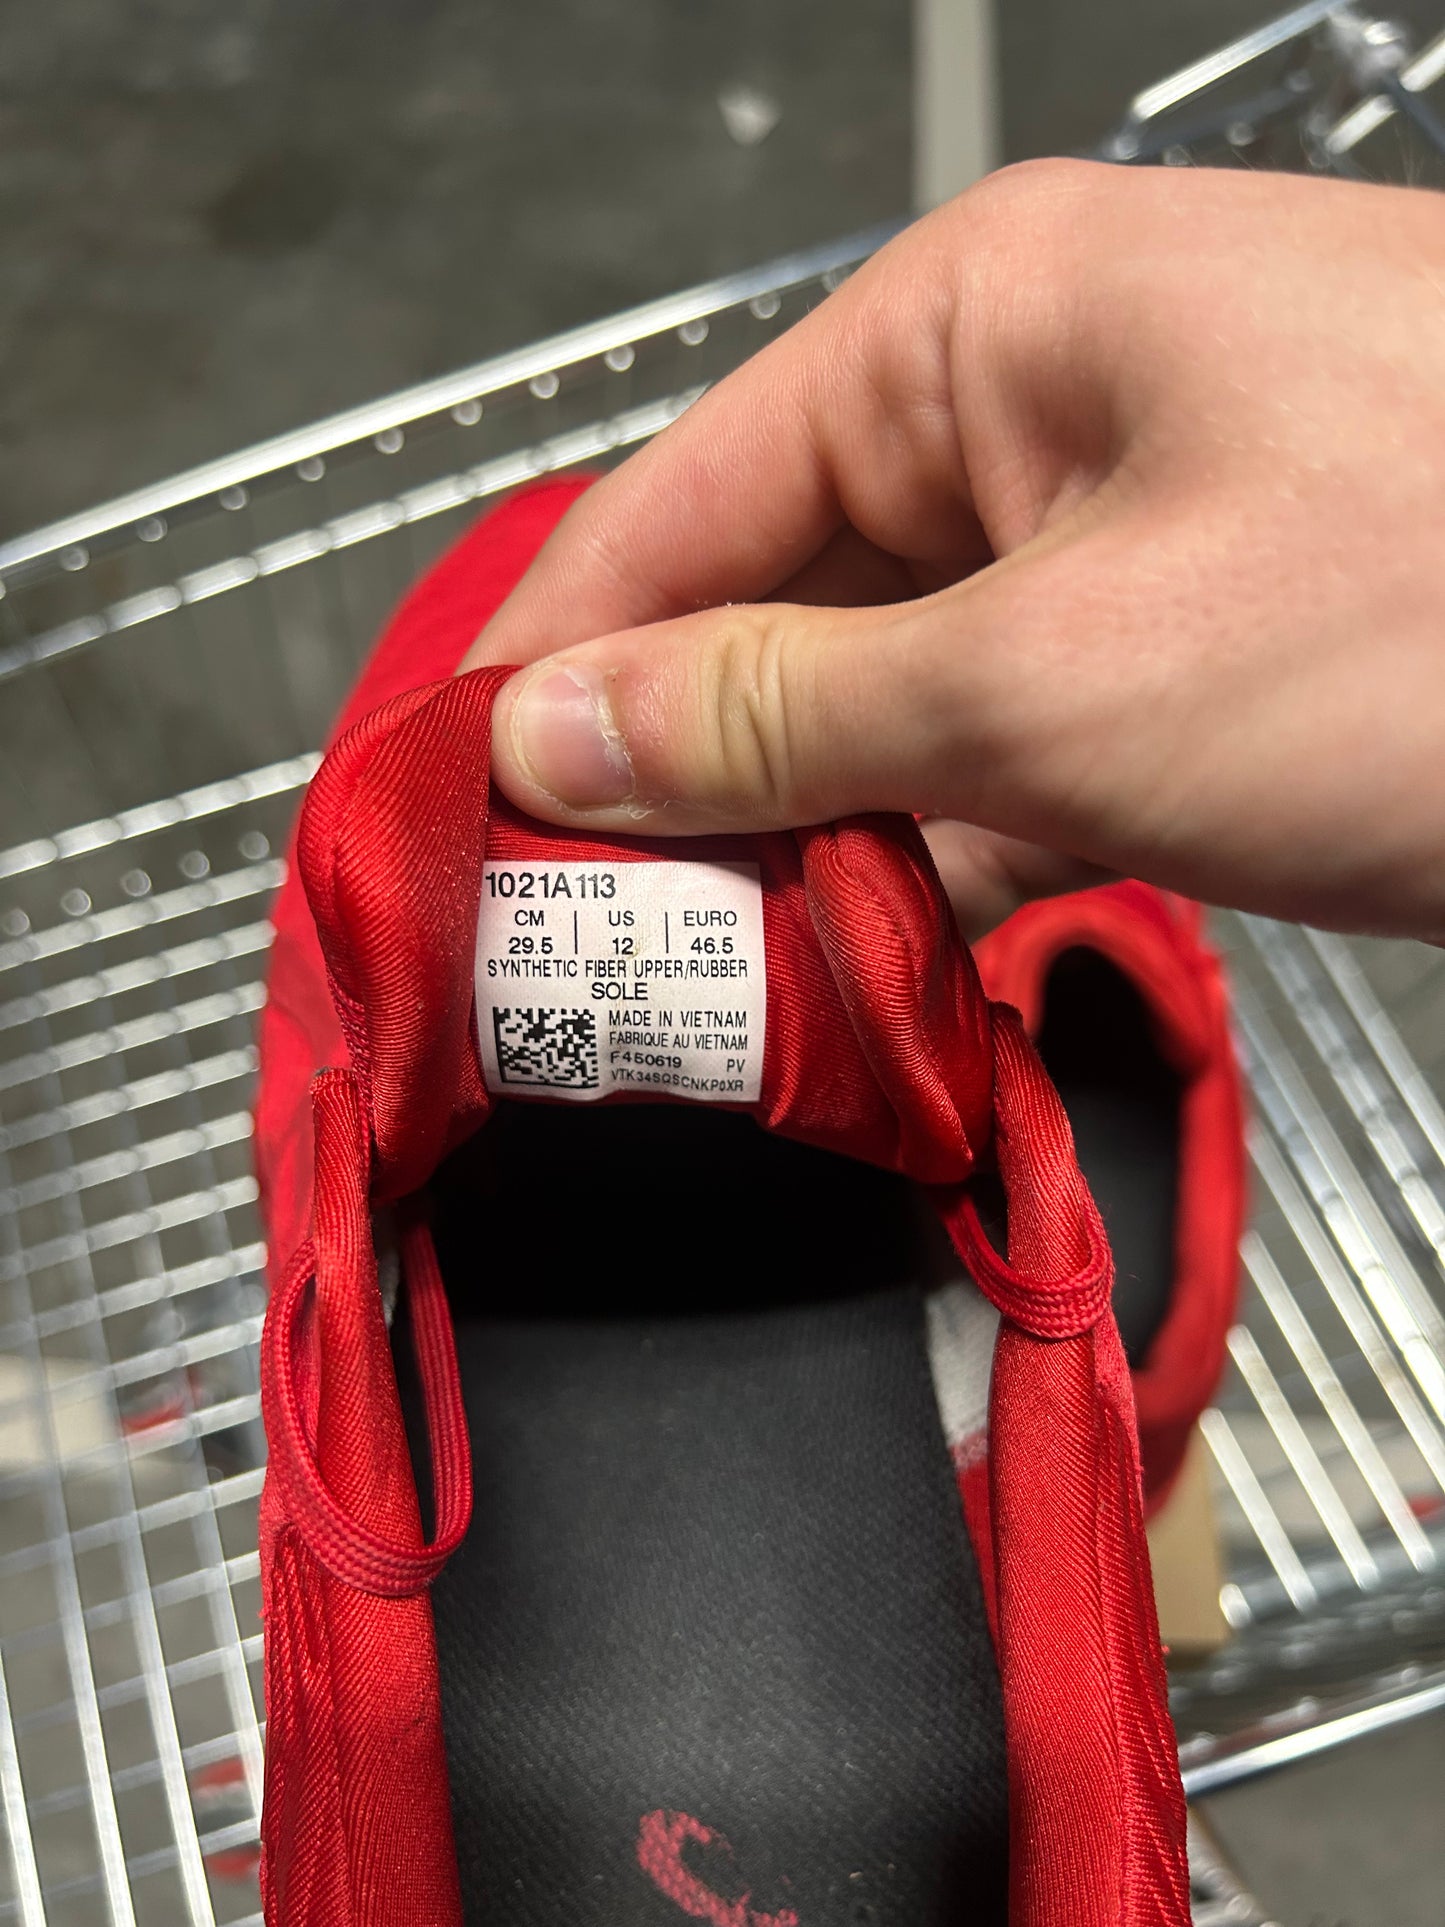 1021A113
CM | US | EURO
29.5 | 12 | 46.5
SYNTHETIC FIBER UPPER/RUBBER
SOLE
MADE IN VIETNAM
FABRIQUE AU VIETNAM
F450619 PV
VTK34SQSCNKP0XR